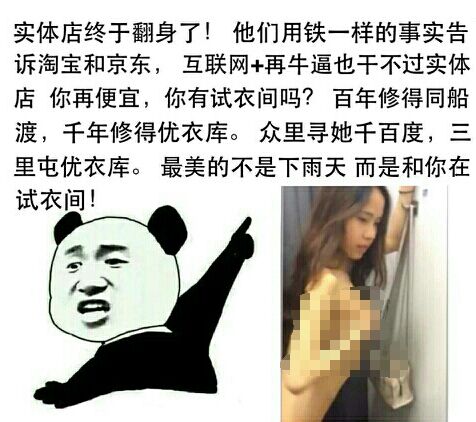 实体店终于翻身了！ 他们用铁一样的事实告
诉淘宝和京东， 互联网+再牛逼也干不过实体
店 你再便宜，你有试衣间吗？ 百年修得同船
渡，千年修得优衣库。 众里寻她千百度，三
里屯优衣库。 最美的不是下雨天 而是和你在
试衣间！